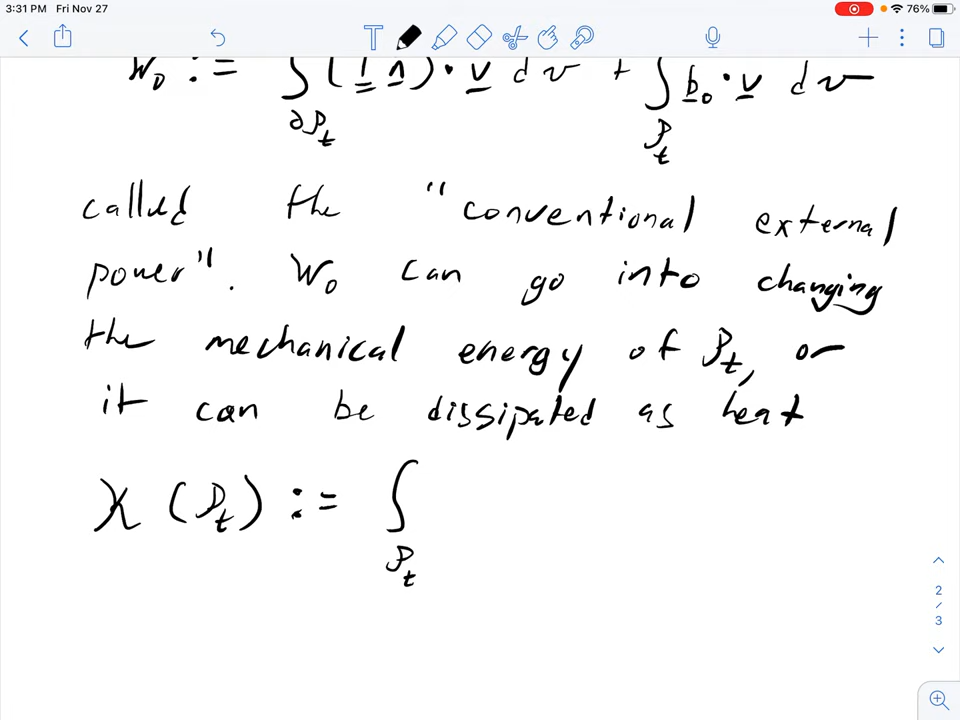 3:31 PM Fri Nov 27 76%
W₀ := ∫_{∂𝒫_t} (T n) · v dv + ∫_{𝒫_t} b₀ · v dv
called the "conventional external
power". W₀ can go into changing
the mechanical energy of 𝒫_t, or
it can be dissipated as heat
𝒦 (𝒫_t) := ∫_{𝒫_t}
2
/
3